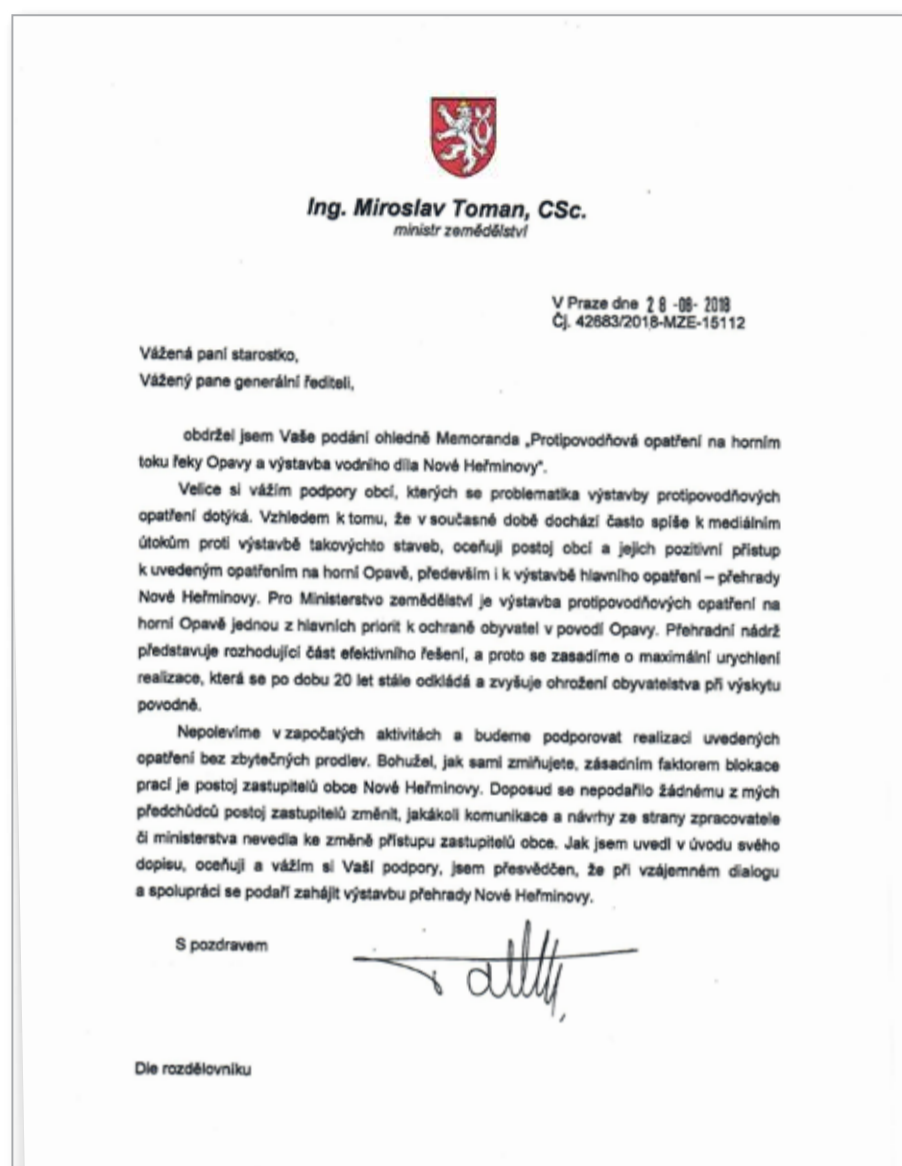 Ing. Miroslav Toman, CSc.
ministr zemědělství
V Praze dne 28 -08- 2018
Čj. 42683/2018-MZE-15112
Vážená paní starostko,
Vážený pane generální řediteli,
obdržel jsem Vaše podání ohledně Memoranda „Protipovodňová opatření na horním
toku řeky Opavy a výstavba vodního díla Nové Heřminovy".
Velice si vážím podpory obcí, kterých se problematika výstavby protipovodňových
opatření dotýká. Vzhledem k tomu, že v současné době dochází často spíše k mediálním
útokům proti výstavbě takovýchto staveb, oceňuji postoj obcí a jejich pozitivní přístup
k uvedeným opatřením na horní Opavě, především i k výstavbě hlavního opatření – přehrady
Nové Heřminovy. Pro Ministerstvo zemědělství je výstavba protipovodňových opatření na
horní Opavě jednou z hlavních priorit k ochraně obyvatel v povodí Opavy. Přehradní nádrž
představuje rozhodující část efektivního řešení, a proto se zasadíme o maximální urychlení
realizace, která se po dobu 20 let stále odkládá a zvyšuje ohrožení obyvatelstva při výskytu
povodně.
Nepolevíme v započatých aktivitách a budeme podporovat realizaci uvedených
opatření bez zbytečných prodlev. Bohužel, jak sami zmiňujete, zásadním faktorem blokace
prací je postoj zastupitelů obce Nové Heřminovy. Doposud se nepodařilo žádnému z mých
předchůdců postoj zastupitelů změnit, jakákoli komunikace a návrhy ze strany zpracovatele
či ministerstva nevedla ke změně přístupu zastupitelů obce. Jak jsem uvedl v úvodu svého
dopisu, oceňuji a vážím si Vaší podpory, jsem přesvědčen, že při vzájemném dialogu
a spolupráci se podaří zahájit výstavbu přehrady Nové Heřminovy.
S pozdravem
Dle rozdělovníku